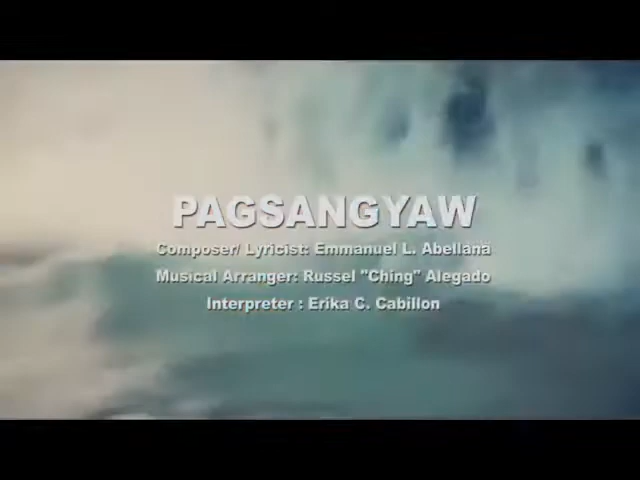 PAGSANGYAW
Composer/ Lyricist: Emmanuel L. Abellana
Musical Arranger: Russel "Ching" Alegado
Interpreter : Erika C. Cabillon